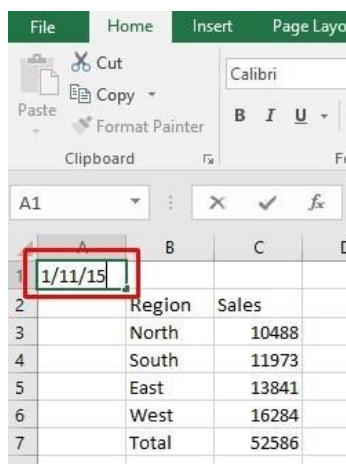 File Home Insert Page Layo
Cut
Calibri
Copy
Paste
B I U
Format Painter
Clipboard
A1 fx
A B C
1 1/11/15
2 Region Sales
3 North 10488
4 South 11973
5 East 13841
6 West 16284
7 Total 52586